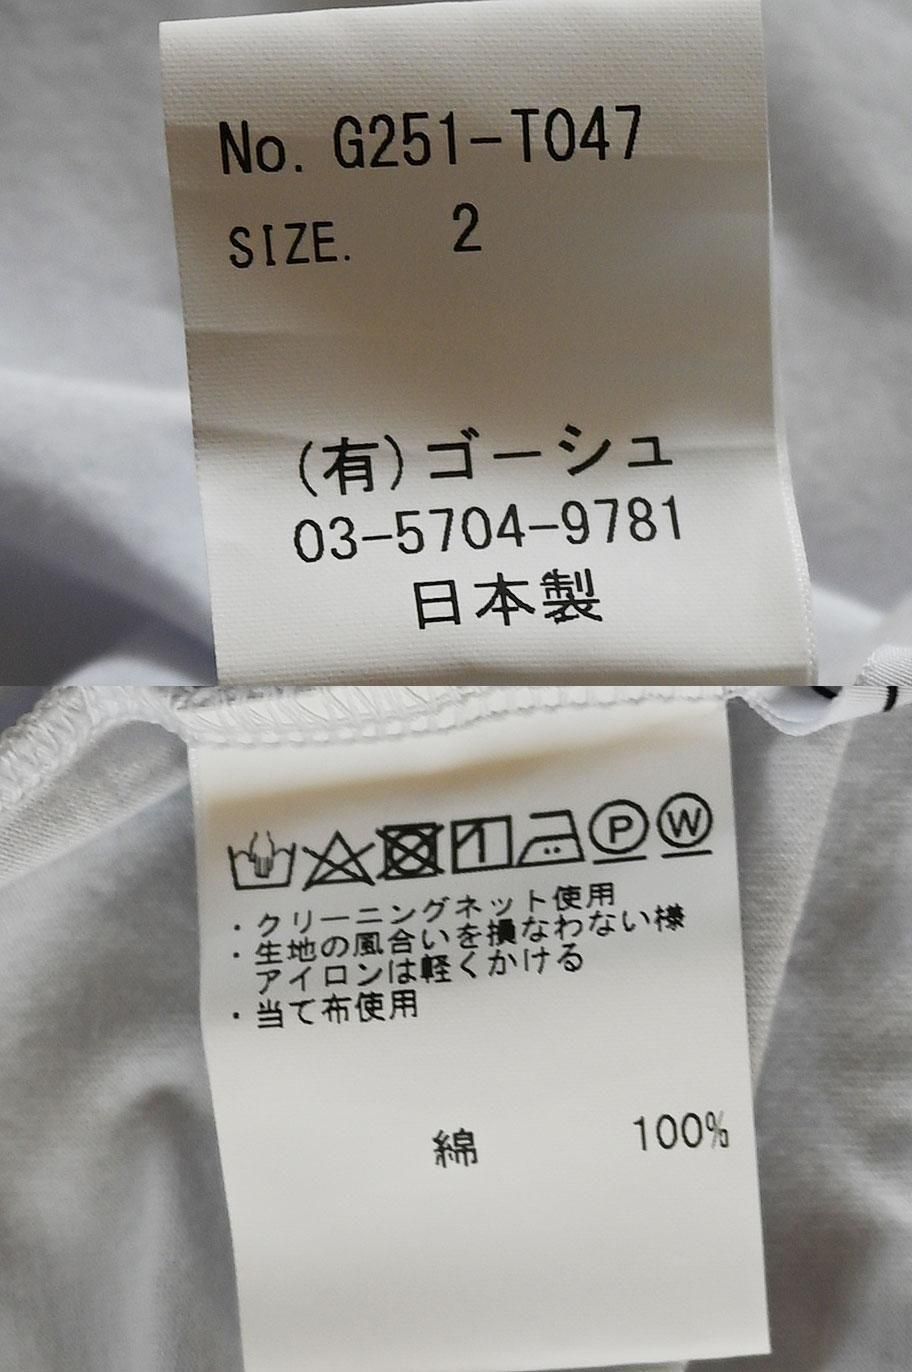 No. G251-T047
SIZE. 2
(有)ゴーシュ
03-5704-9781
日本製
P W
・クリーニングネット使用
・生地の風合いを損なわない様
アイロンは軽くかける
・当て布使用
綿 100%